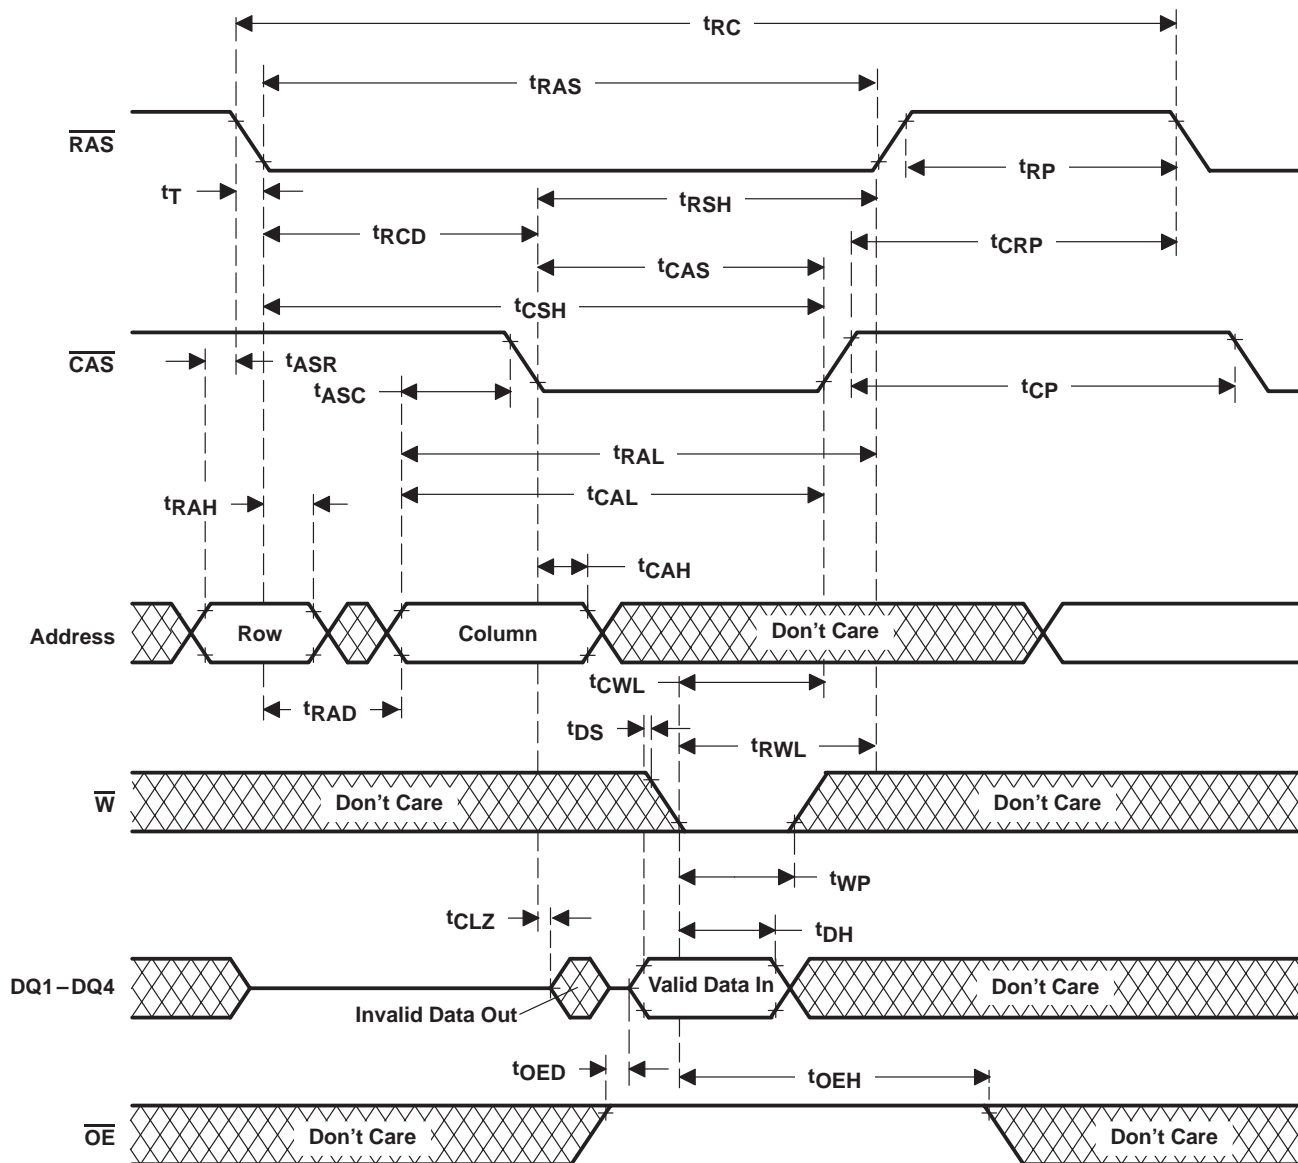 tRC
tRAS
RAS
tT
tRP
tRSH
tRCD
tCRP
tCAS
tCSH
CAS
tASR
tASC
tCP
tRAL
tRAH
tCAL
tCAH
Address
Row
Column
Don't Care
tCWL
tRAD
tDS
tRWL
W
Don't Care
Don't Care
tWP
tCLZ
tDH
DQ1–DQ4
Valid Data In
Don't Care
Invalid Data Out
tOED
tOEH
OE
Don't Care
Don't Care